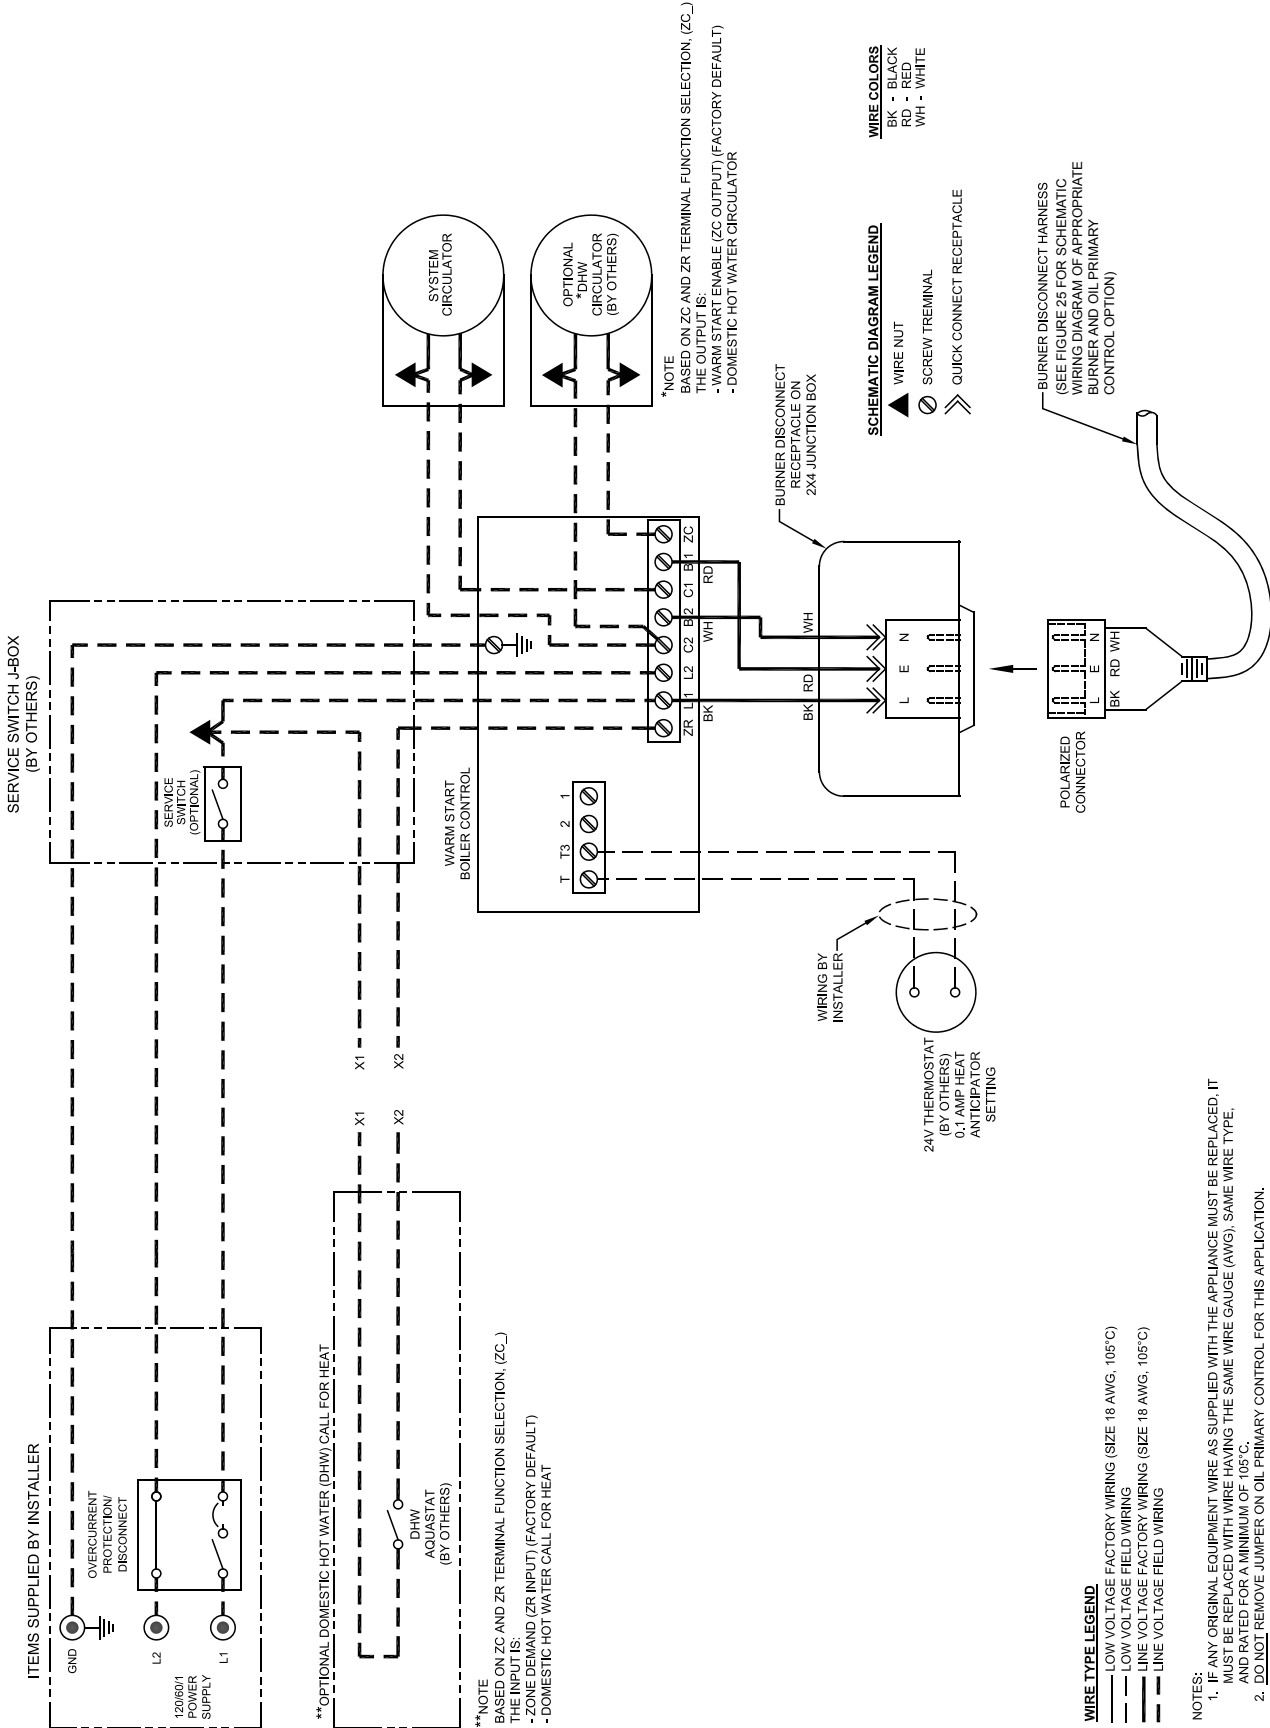 ITEMS SUPPLIED BY INSTALLER
SERVICE SWITCH J-BOX
(BY OTHERS)
GND
OVERCURRENT
PROTECTION/
DISCONNECT
L2
120/60/1
POWER
SUPPLY
L1
SERVICE
SWITCH
(OPTIONAL)
**OPTIONAL DOMESTIC HOT WATER (DHW) CALL FOR HEAT
X1
X1
X2
X2
DHW
AQUASTAT
(BY OTHERS)
**NOTE
BASED ON ZC AND ZR TERMINAL FUNCTION SELECTION, (ZC_)
THE INPUT IS:
- ZONE DEMAND (ZR INPUT) (FACTORY DEFAULT)
- DOMESTIC HOT WATER CALL FOR HEAT
WARM START
BOILER CONTROL
T
T3
2
1
ZR
L1
L2
C2
B2
C1
B1
ZC
BK
WH
RD
SYSTEM
CIRCULATOR
OPTIONAL
*DHW
CIRCULATOR
(BY OTHERS)
*NOTE
BASED ON ZC AND ZR TERMINAL FUNCTION SELECTION, (ZC_)
THE OUTPUT IS:
- WARM START ENABLE (ZC OUTPUT) (FACTORY DEFAULT)
- DOMESTIC HOT WATER CIRCULATOR
WIRING BY
INSTALLER
24V THERMOSTAT
(BY OTHERS)
0.1 AMP HEAT
ANTICIPATOR
SETTING
BURNER DISCONNECT
RECEPTACLE ON
2X4 JUNCTION BOX
BK
RD
WH
L
E
N
POLARIZED
CONNECTOR
L
E
N
BK
RD
WH
BURNER DISCONNECT HARNESS
(SEE FIGURE 25 FOR SCHEMATIC
WIRING DIAGRAM OF APPROPRIATE
BURNER AND OIL PRIMARY
CONTROL OPTION)
SCHEMATIC DIAGRAM LEGEND
WIRE NUT
SCREW TREMINAL
QUICK CONNECT RECEPTACLE
WIRE COLORS
BK - BLACK
RD - RED
WH - WHITE
WIRE TYPE LEGEND
LOW VOLTAGE FACTORY WIRING (SIZE 18 AWG, 105°C)
LOW VOLTAGE FIELD WIRING
LINE VOLTAGE FACTORY WIRING (SIZE 18 AWG, 105°C)
LINE VOLTAGE FIELD WIRING
NOTES:
1. IF ANY ORIGINAL EQUIPMENT WIRE AS SUPPLIED WITH THE APPLIANCE MUST BE REPLACED, IT
MUST BE REPLACED WITH WIRE HAVING THE SAME WIRE GAUGE (AWG), SAME WIRE TYPE,
AND RATED FOR A MINIMUM OF 105°C.
2. DO NOT REMOVE JUMPER ON OIL PRIMARY CONTROL FOR THIS APPLICATION.